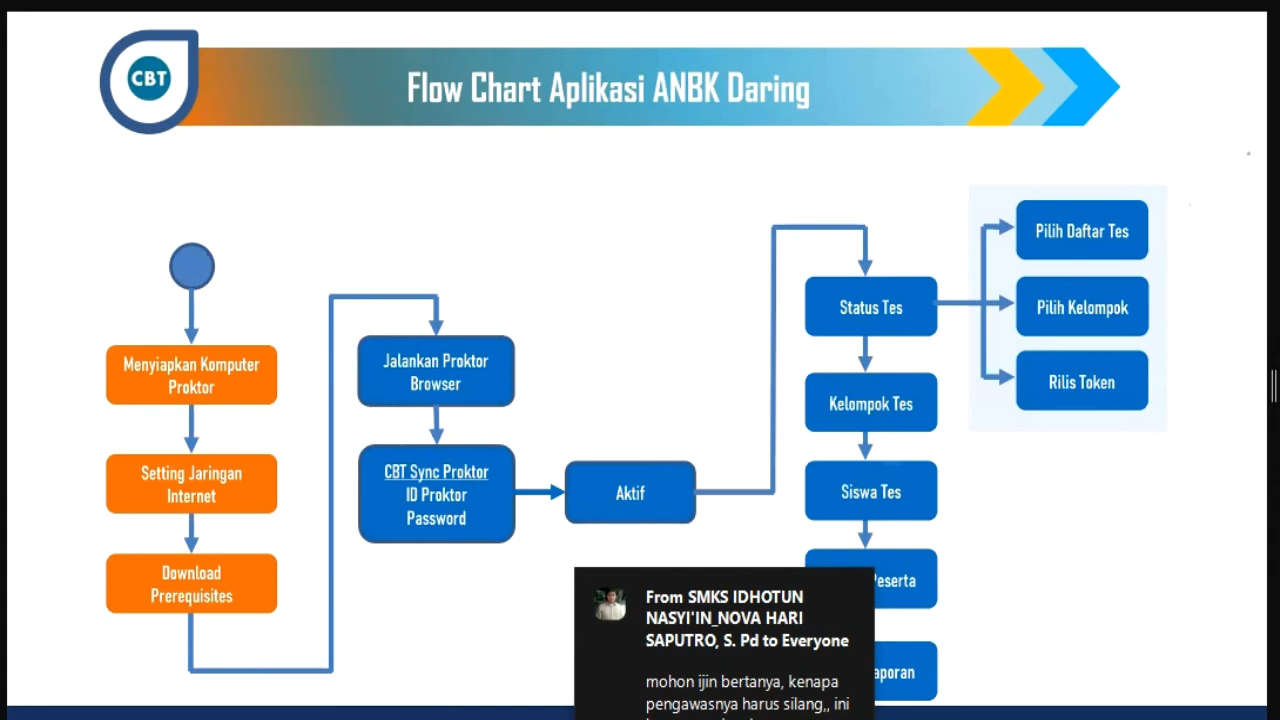 CBT
Flow Chart Aplikasi ANBK Daring
Menyiapkan Komputer
Proktor
Setting Jaringan
Internet
Download
Prerequisites
Jalankan Proktor
Browser
CBT Sync Proktor
ID Proktor
Password
Aktif
Status Tes
Kelompok Tes
Siswa Tes
Peserta
Pilih Daftar Tes
Pilih Kelompok
Rilis Token
From SMKS IDHOTUN
NASYI'IN_NOVA HARI
SAPUTRO, S. Pd to Everyone
mohon ijin bertanya, kenapa
pengawasnya harus silang,, ini